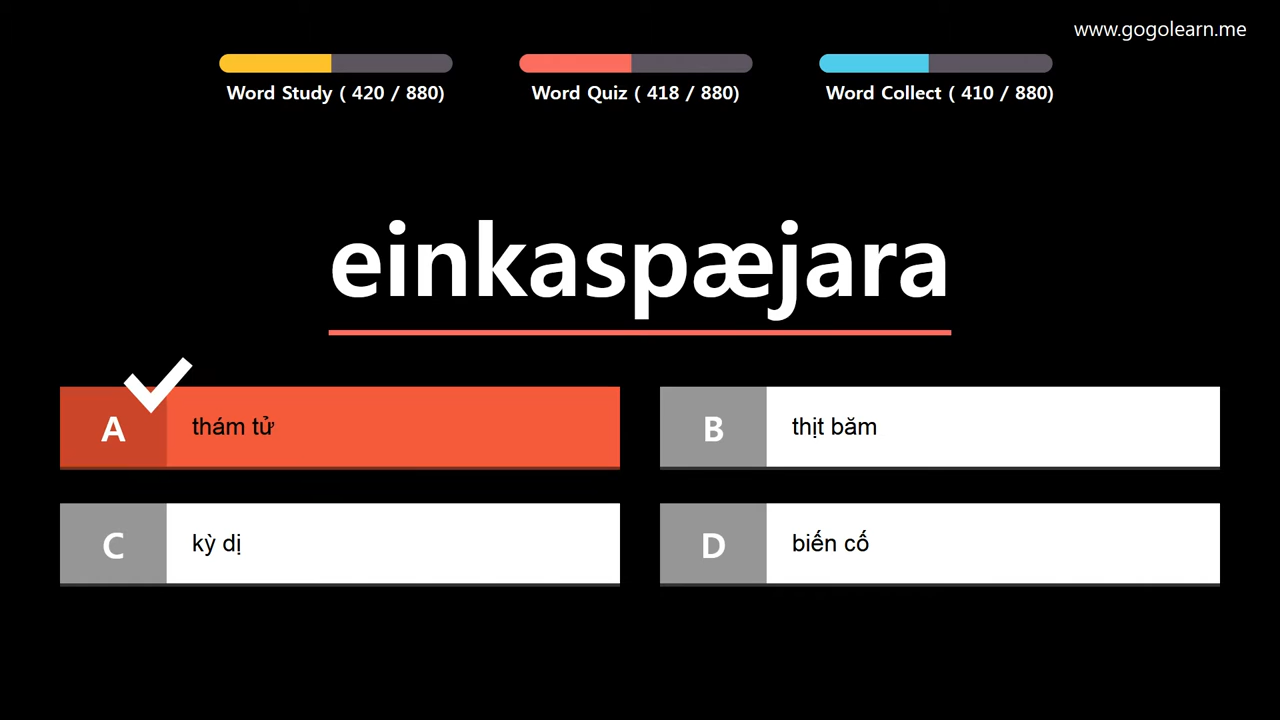 www.gogolearn.me
Word Study ( 420 / 880)
Word Quiz ( 418 / 880)
Word Collect ( 410 / 880)
einkaspæjara
A thám tử
B thịt băm
C kỳ dị
D biến cố